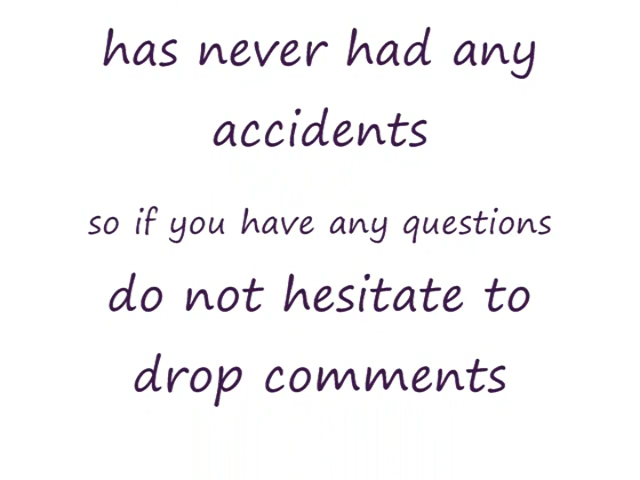 has never had any
accidents
so if you have any questions
do not hesitate to
drop comments